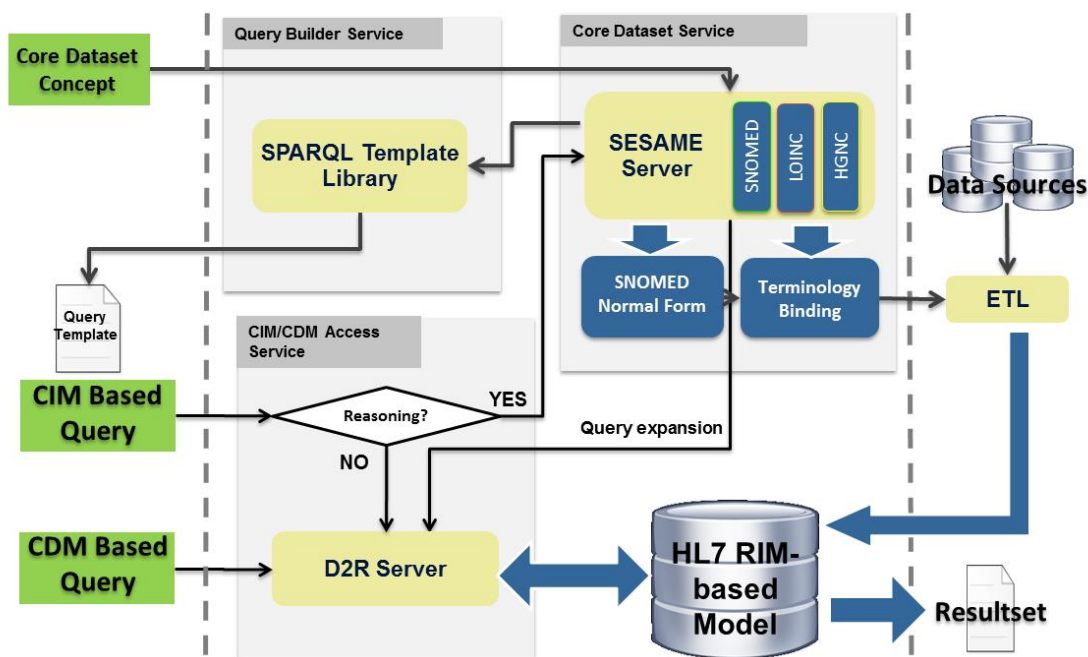 Query Builder Service
Core Dataset Service
Core Dataset
Concept
SPARQL Template
Library
SESAME
Server
SNOMED
LOINC
HGNC
Data Sources
SNOMED
Normal Form
Terminology
Binding
ETL
Query
Template
CIM/CDM Access
Service
CIM Based
Query
Reasoning?
YES
NO
Query expansion
CDM Based
Query
D2R Server
HL7 RIM-
based
Model
Resultset